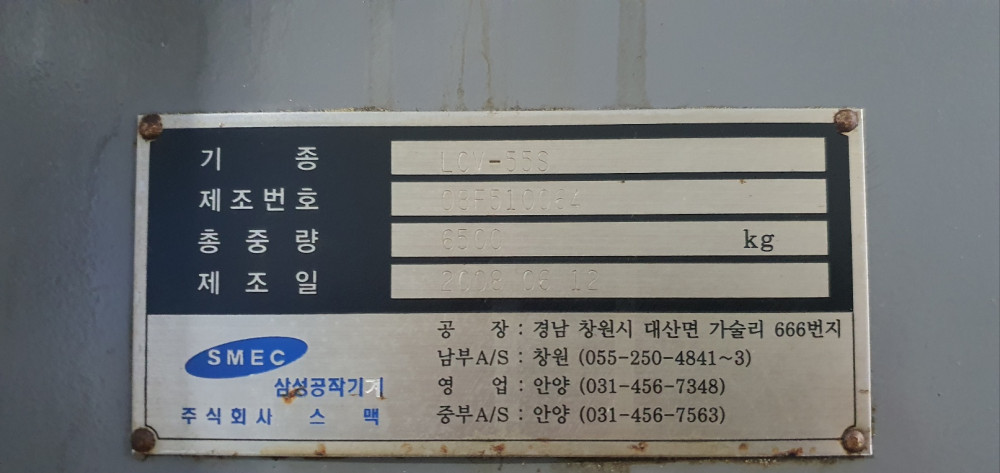 기 종 LCV-55S
제조번호
총중량 6500 kg
제조일 2008
공 장 : 경남 창원시 대산면 가술리 666번지
SMEC
남부A/S : 창원 (055-250-4841~3)
삼성공작기계
영 업 : 안양 (031-456-7348)
주식회사 스 맥
중부A/S : 안양 (031-456-7563)